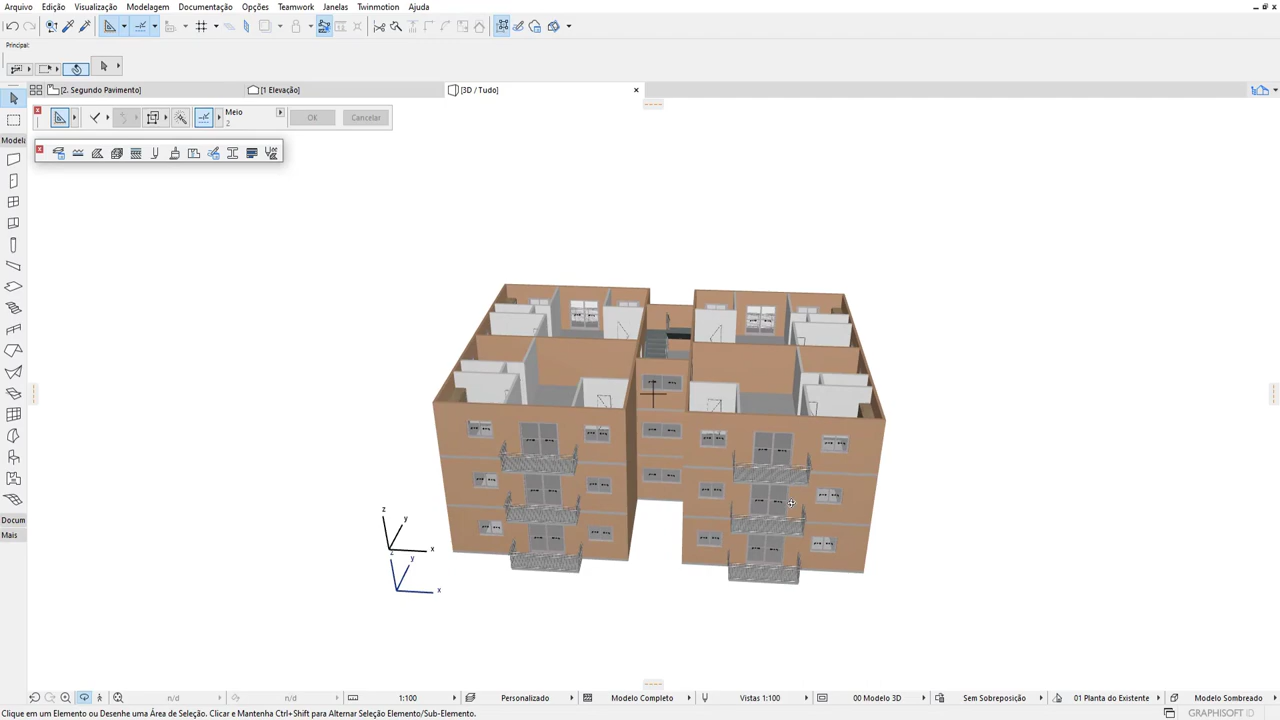 Arquivo Edição Visualização Modelagem Documentação Opções Teamwork Janelas Twinmotion Ajuda
Principal:
[2. Segundo Pavimento] [1 Elevação] [3D / Tudo]
Meio
2
OK Cancelar
Model
z
y
x
z
y
x
Docum
Mais
n/d n/d 1:100 Personalizado Modelo Completo Vistas 1:100 00 Modelo 3D Sem Sobreposição 01 Planta do Existente Modelo Sombreado
Clique em um Elemento ou Desenhe uma Área de Seleção. Clicar e Mantenha Ctrl+Shift para Alternar Seleção Elemento/Sub-Elemento.
GRAPHISOFT ID